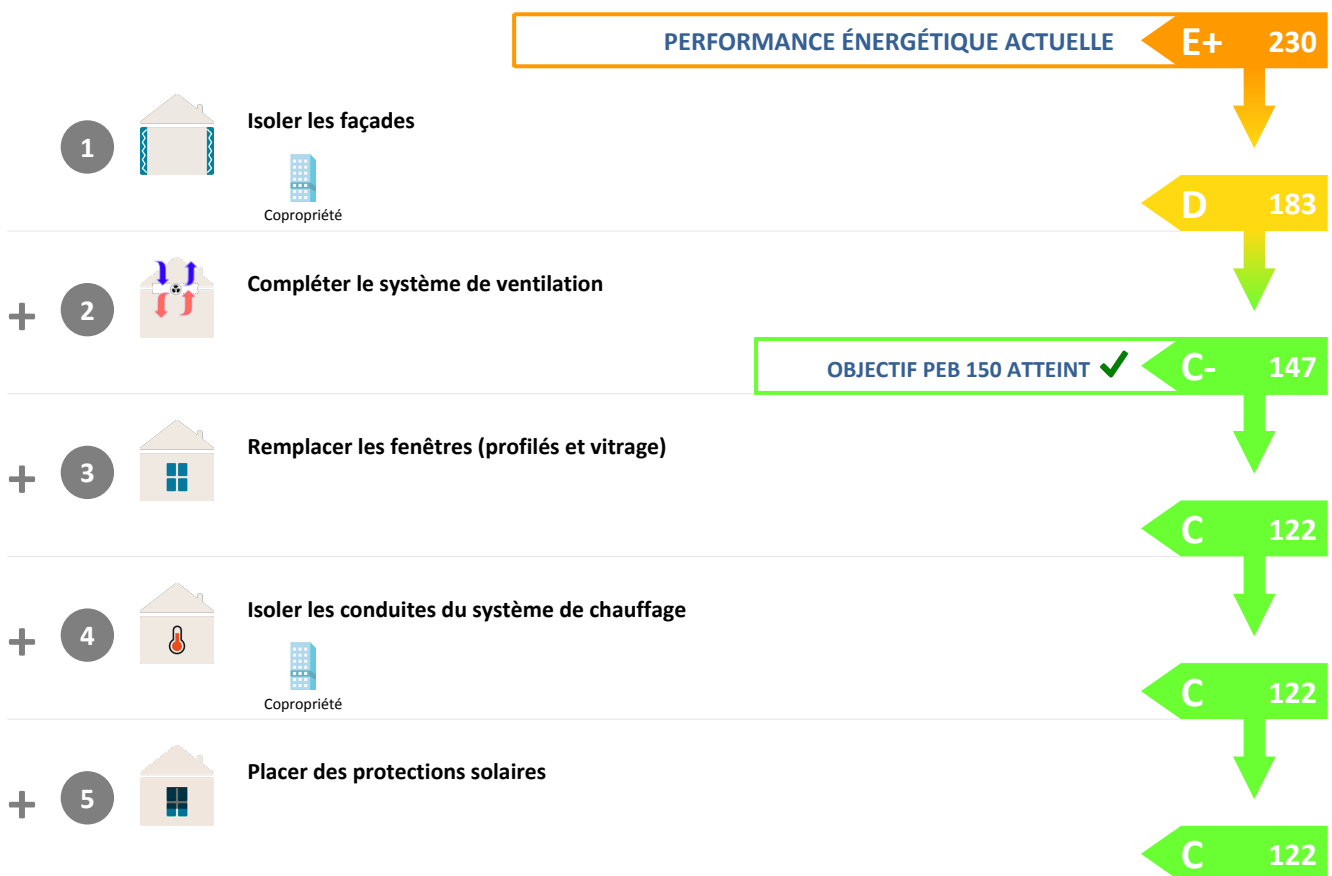 PERFORMANCE ÉNERGÉTIQUE ACTUELLE E+ 230
1 Isoler les façades
Copropriété
D 183
+ 2 Compléter le système de ventilation
OBJECTIF PEB 150 ATTEINT ✓ C- 147
+ 3 Remplacer les fenêtres (profilés et vitrage)
C 122
+ 4 Isoler les conduites du système de chauffage
Copropriété
C 122
+ 5 Placer des protections solaires
C 122